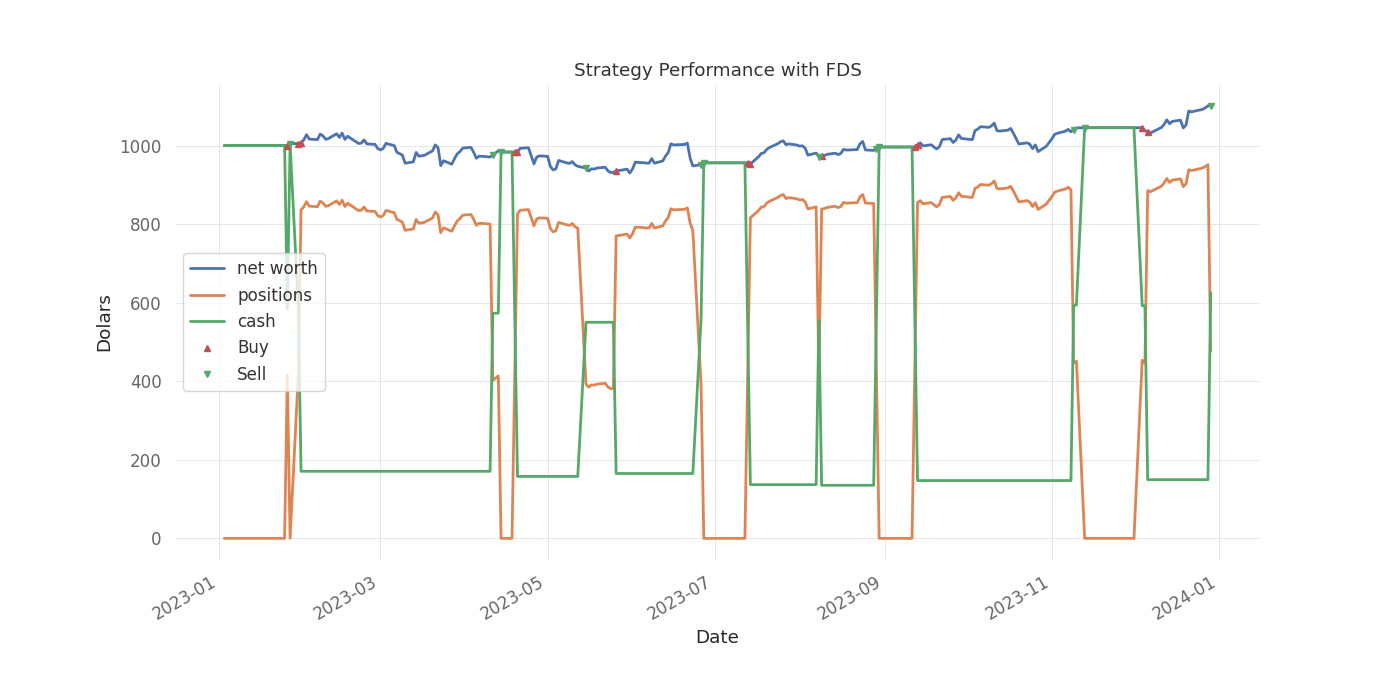 Strategy Performance with FDS
1000
800
600
400
200
0
Dolars
net worth
positions
cash
Buy
Sell
2023-01
2023-03
2023-05
2023-07
2023-09
2023-11
2024-01
Date